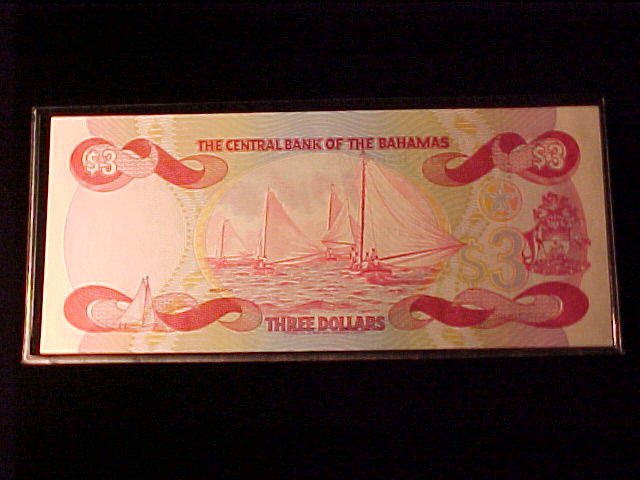 THE CENTRAL BANK OF THE BAHAMAS
$3
$3
$3
THREE DOLLARS